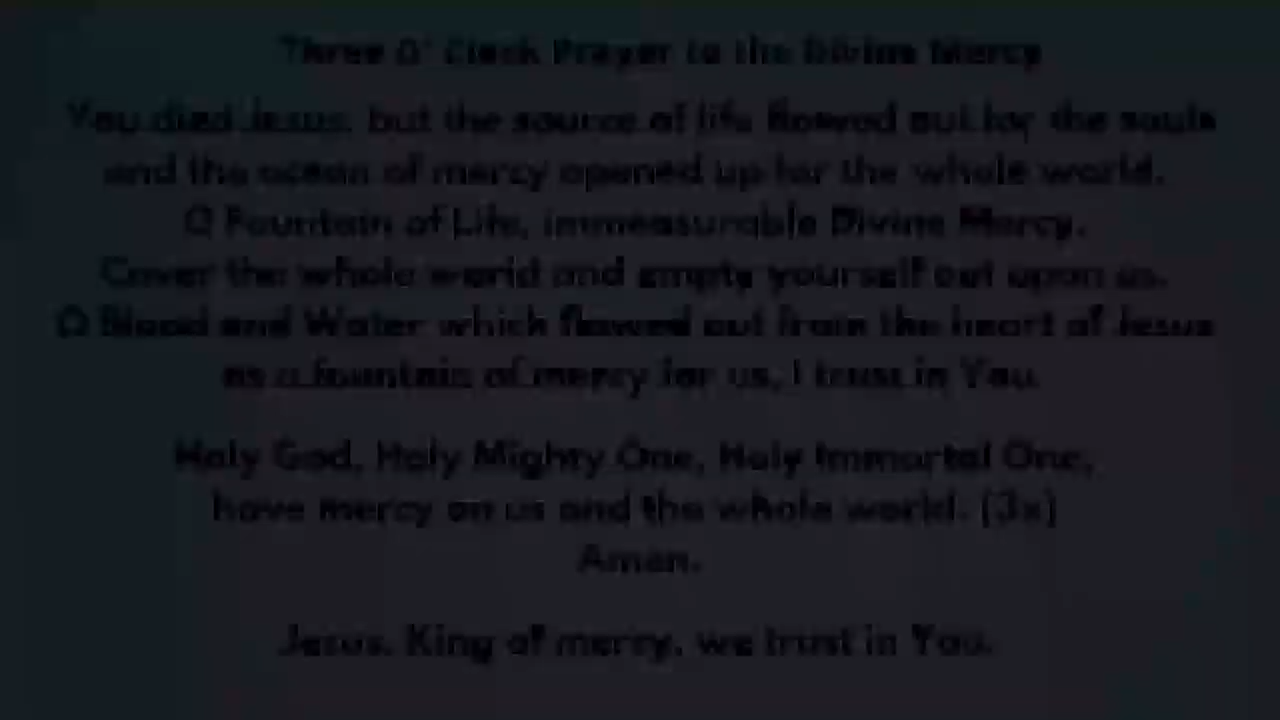 Three O' Clock Prayer to the Divine Mercy
You died Jesus, but the source of life flowed out for the souls
and the ocean of mercy opened up for the whole world.
O Fountain of Life, immeasurable Divine Mercy.
Cover the whole world and empty yourself out upon us.
O Blood and Water which flowed out from the heart of Jesus
as a fountain of mercy for us, I trust in You.
Holy God, Holy Mighty One, Holy Immortal One,
have mercy on us and the whole world. (3x)
Amen.
Jesus, King of mercy, we trust in You.